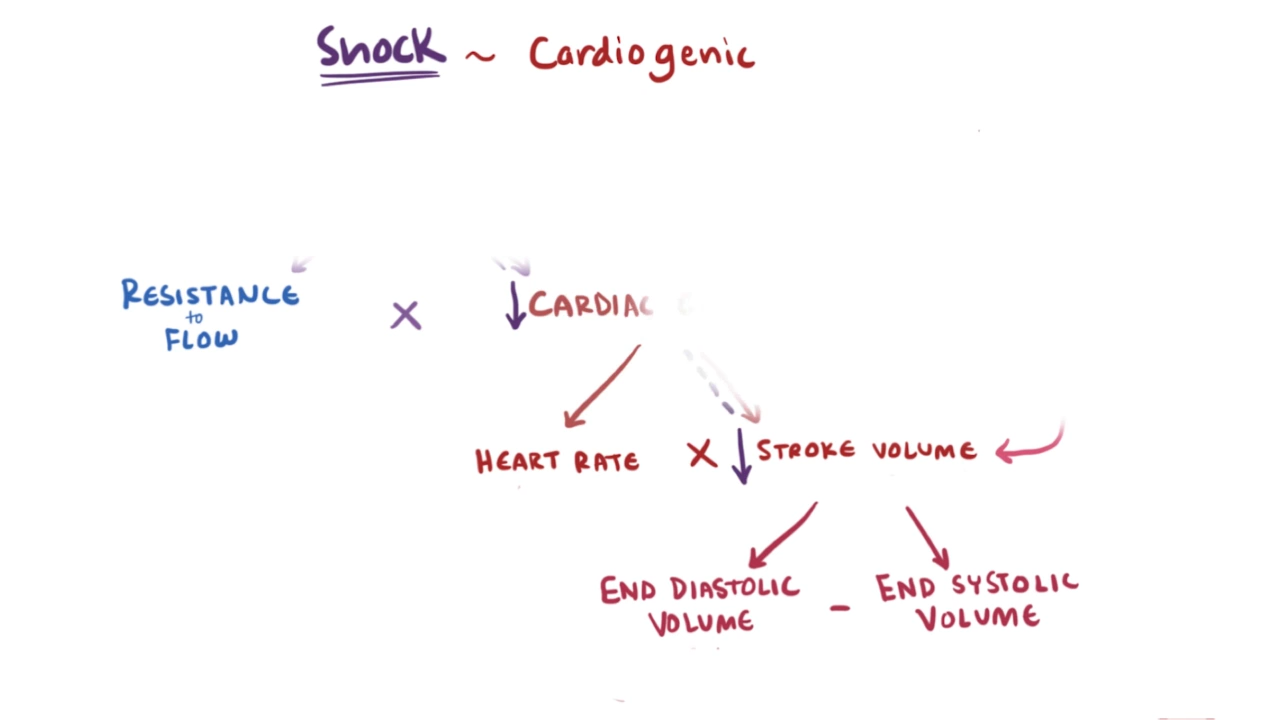 Shock ~ Cardiogenic
RESISTANCE
to
FLOW
X
↓ CARDIAC
HEART RATE X ↓ STROKE VOLUME
END DIASTOLIC
VOLUME
-
END SYSTOLIC
VOLUME